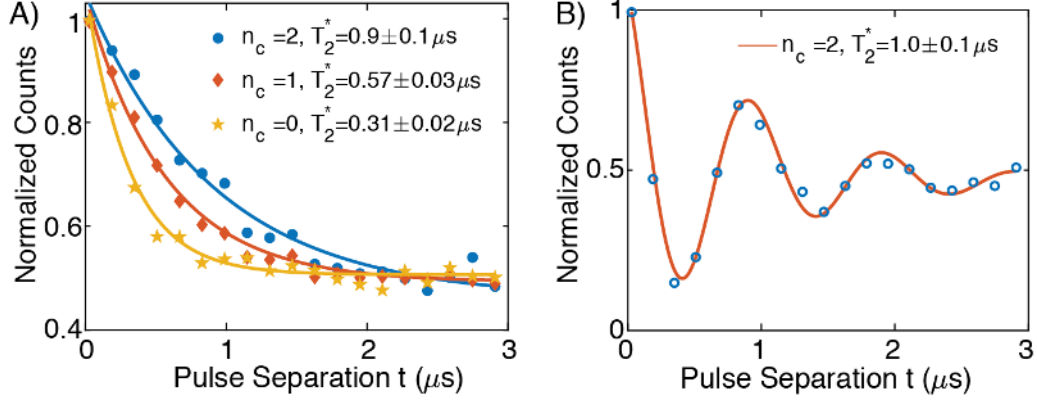 A)
1
0.8
0.6
0.4
Normalized Counts
n_c =2, T_2^*=0.9±0.1μs
n_c =1, T_2^*=0.57±0.03μs
n_c =0, T_2^*=0.31±0.02μs
0 1 2 3
Pulse Separation t (μs)
B)
1
0.5
0
Normalized Counts
n_c =2, T_2^*=1.0±0.1μs
0 1 2 3
Pulse Separation t (μs)